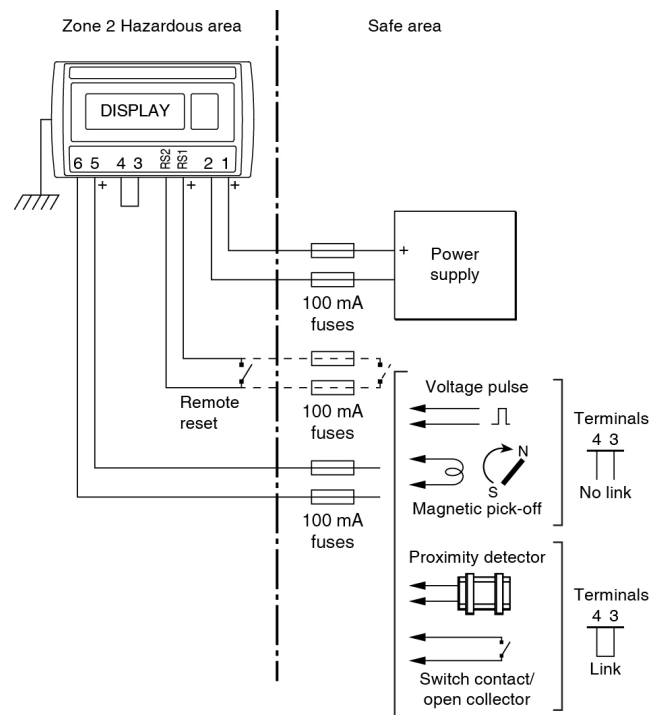 Zone 2 Hazardous area
Safe area
DISPLAY
6 5 4 3 RS2 RS1 2 1
+ + +
+ Power
supply
100 mA
fuses
Remote
reset
100 mA
fuses
100 mA
fuses
Voltage pulse
N
S
Magnetic pick-off
Terminals
4 3
No link
Proximity detector
Switch contact/
open collector
Terminals
4 3
Link